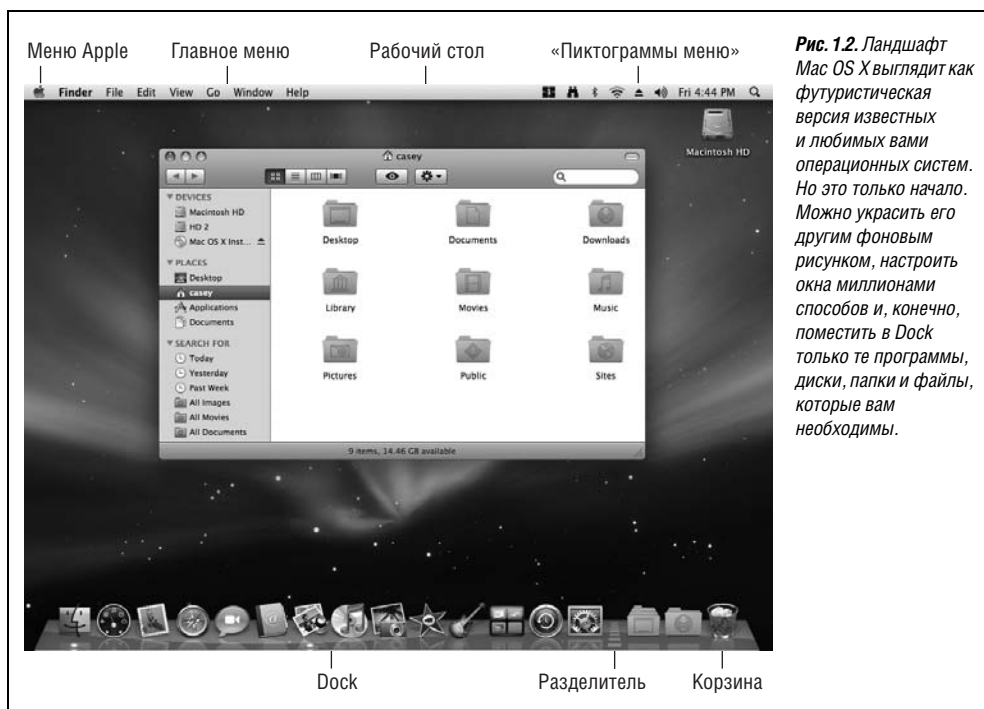 Меню Apple Главное меню Рабочий стол «Пиктограммы меню»
Finder File Edit View Go Window Help Fri 4:44 PM
Macintosh HD
casey
DEVICES
Macintosh HD
HD 2
Mac OS X Inst...
PLACES
Desktop
casey
Applications
Documents
SEARCH FOR
Today
Yesterday
Past Week
All Images
All Movies
All Documents
Desktop Documents Downloads
Library Movies Music
Pictures Public Sites
9 items, 14.46 GB available
Dock Разделитель Корзина
Рис. 1.2. Ландшафт
Mac OS X выглядит как
футуристическая
версия известных
и любимых вами
операционных систем.
Но это только начало.
Можно украсить его
другим фоновым
рисунком, настроить
окна миллионами
способов и, конечно,
поместить в Dock
только те программы,
диски, папки и файлы,
которые вам
необходимы.